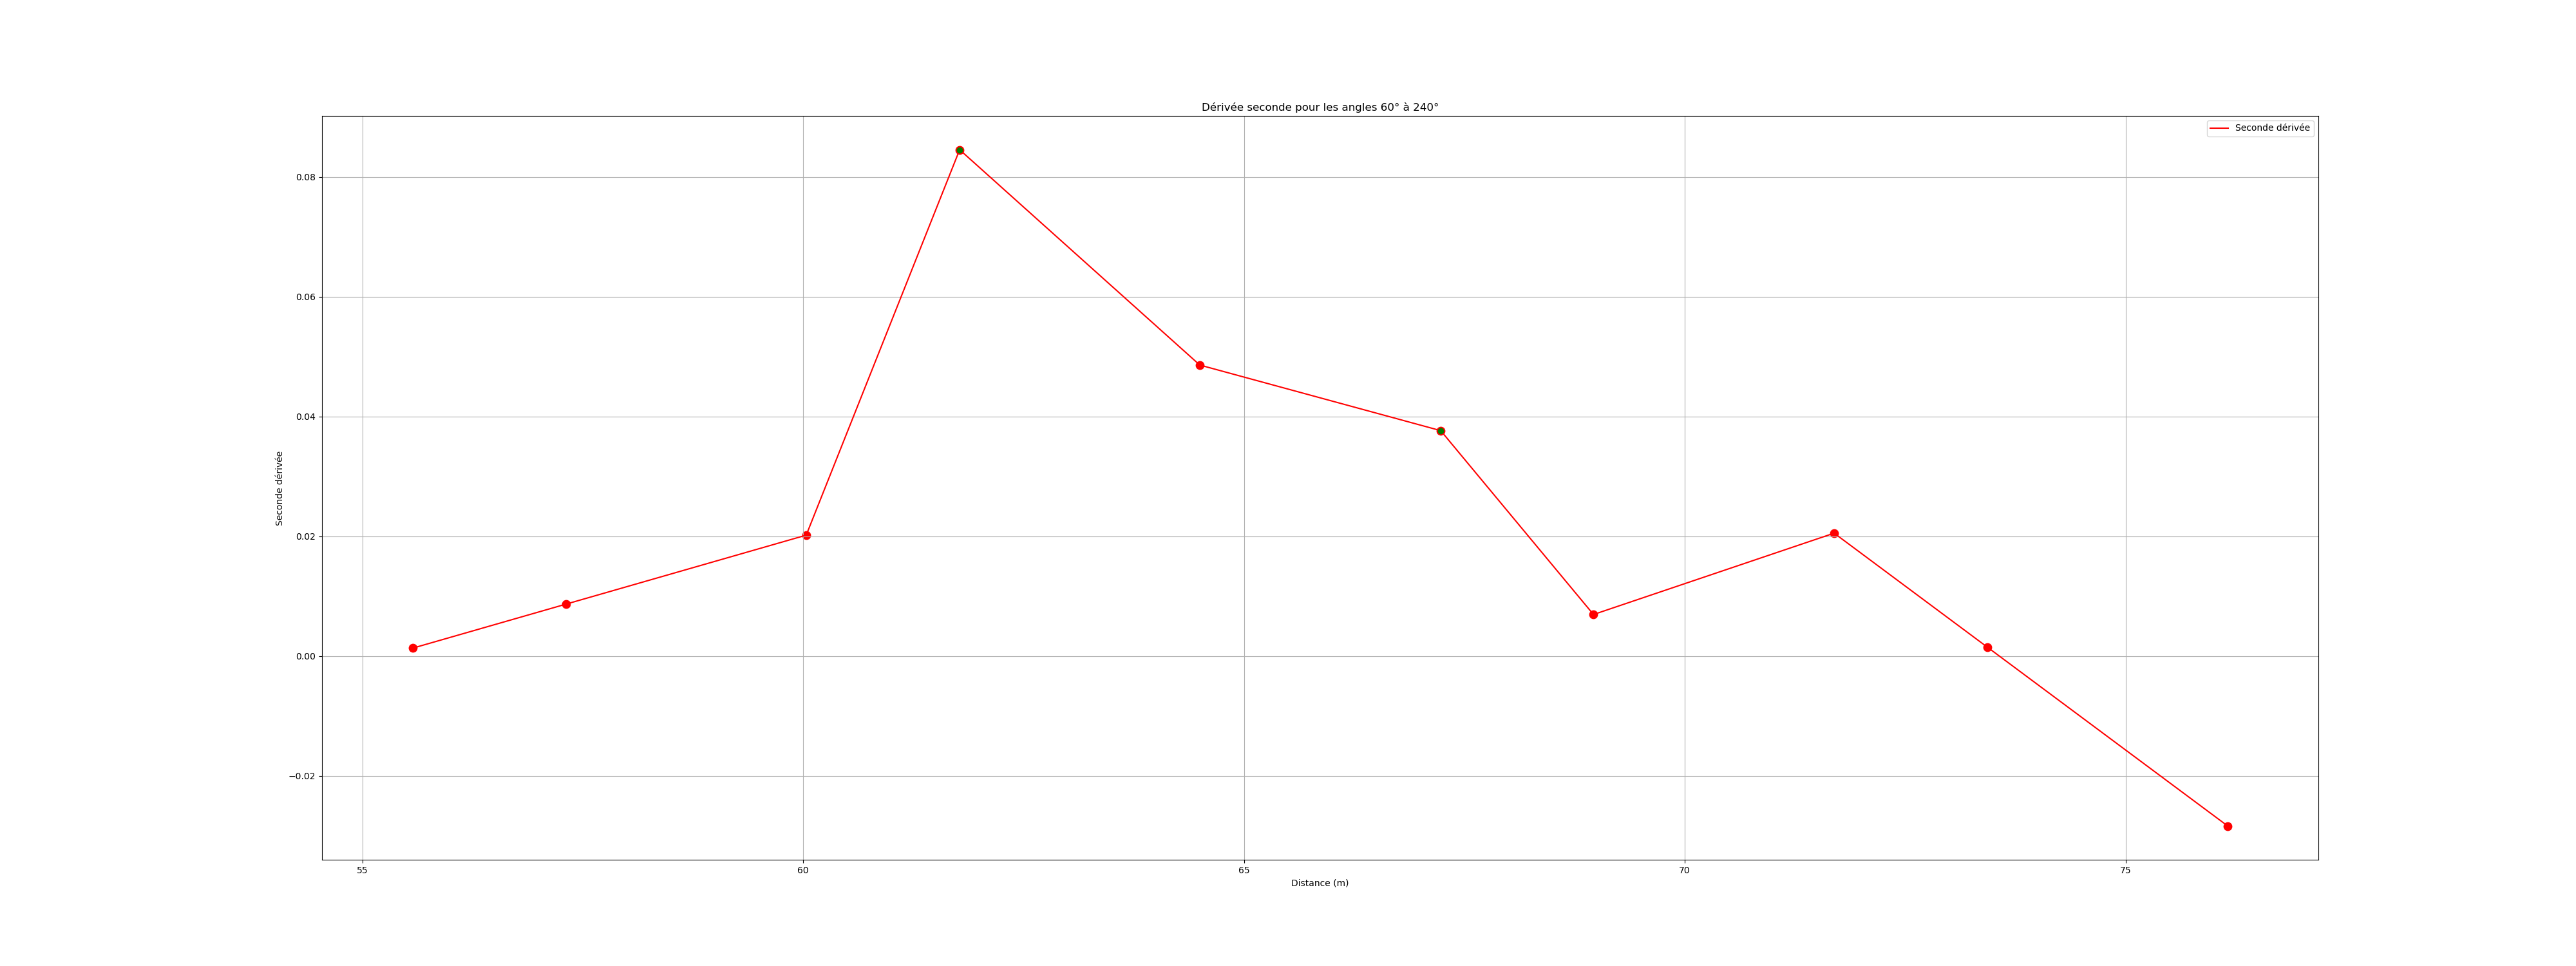 Dérivée seconde pour les angles 60° à 240°
Seconde dérivée
0.08
0.06
0.04
0.02
0.00
−0.02
Seconde dérivée
55
60
65
70
75
Distance (m)